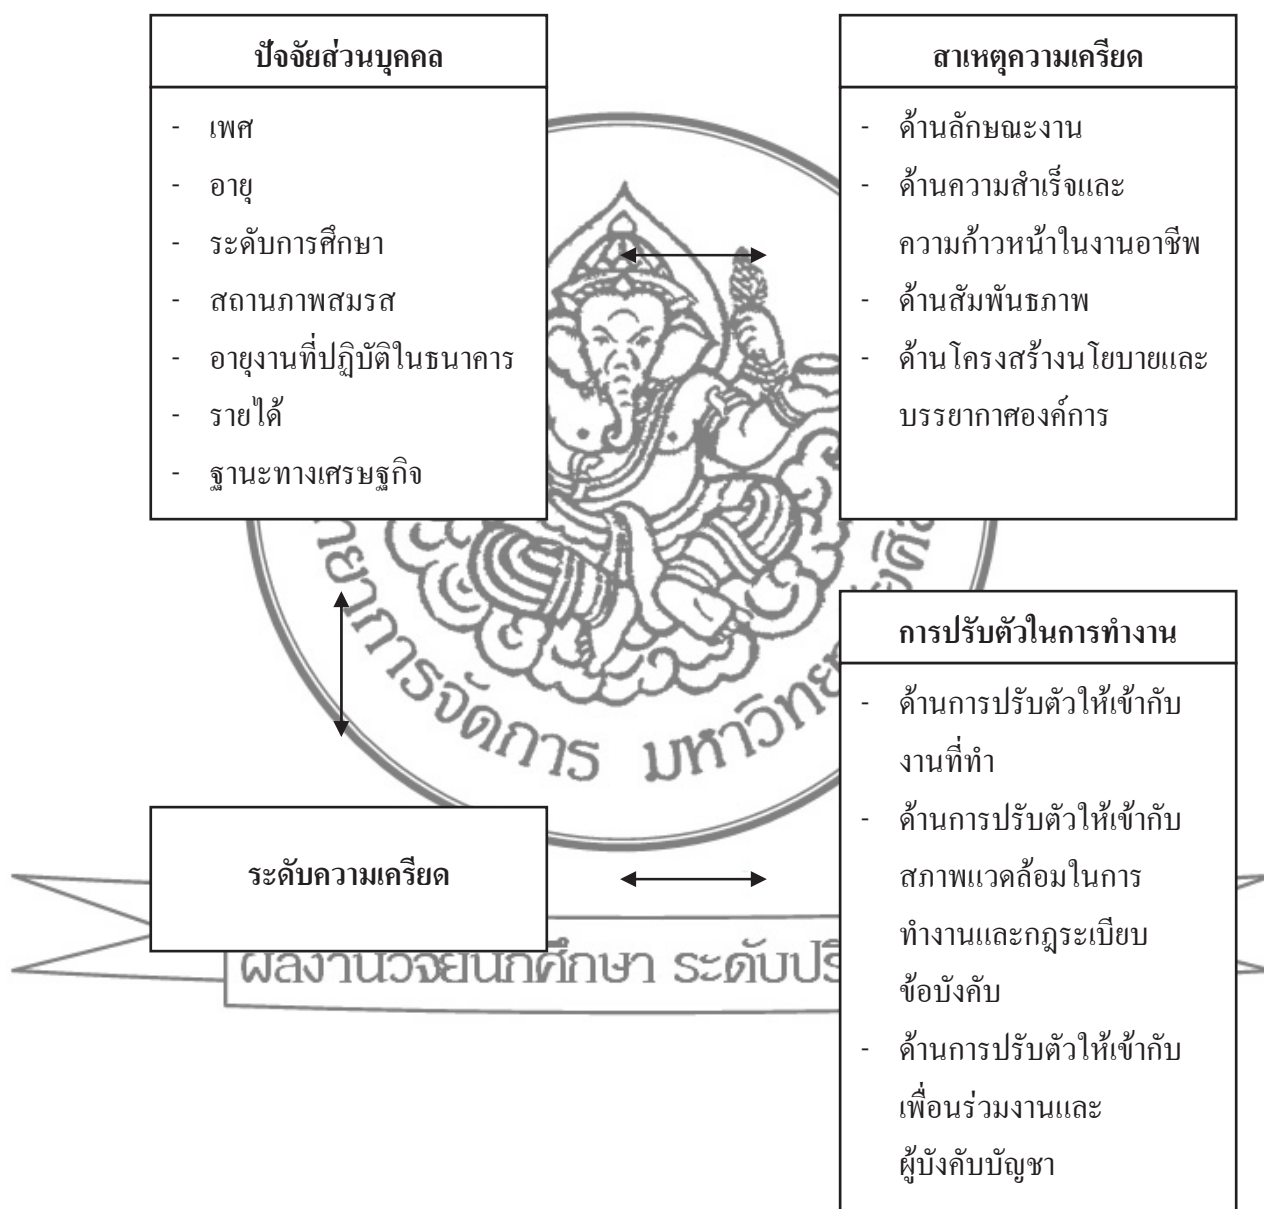 ปัจจัยส่วนบุคคล
- เพศ
- อายุ
- ระดับการศึกษา
- สถานภาพสมรส
- อายุงานที่ปฏิบัติในธนาคาร
- รายได้
- ฐานะทางเศรษฐกิจ
สาเหตุความเครียด
- ด้านลักษณะงาน
- ด้านความสำเร็จและ
ความก้าวหน้าในงานอาชีพ
- ด้านสัมพันธภาพ
- ด้านโครงสร้างนโยบายและ
บรรยากาศองค์การ
ระดับความเครียด
การปรับตัวในการทำงาน
- ด้านการปรับตัวให้เข้ากับ
งานที่ทำ
- ด้านการปรับตัวให้เข้ากับ
สภาพแวดล้อมในการ
ทำงานและกฎระเบียบ
ข้อบังคับ
- ด้านการปรับตัวให้เข้ากับ
เพื่อนร่วมงานและ
ผู้บังคับบัญชา
การจัดการ
ผลงานวิจัยนักศึกษา ระดับ